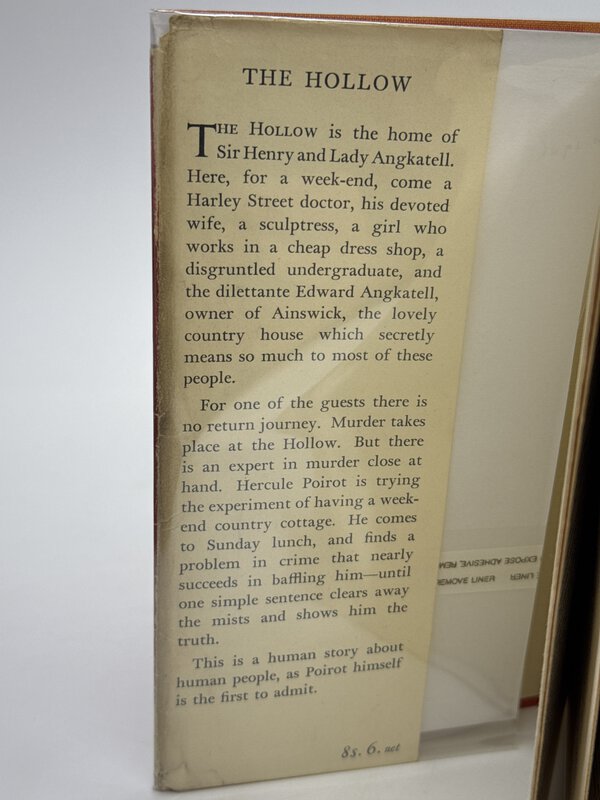 THE HOLLOW
THE HOLLOW is the home of
Sir Henry and Lady Angkatell.
Here, for a week-end, come a
Harley Street doctor, his devoted
wife, a sculptress, a girl who
works in a cheap dress shop, a
disgruntled undergraduate, and
the dilettante Edward Angkatell,
owner of Ainswick, the lovely
country house which secretly
means so much to most of these
people.
For one of the guests there is
no return journey. Murder takes
place at the Hollow. But there
is an expert in murder close at
hand. Hercule Poirot is trying
the experiment of having a week-
end country cottage. He comes
to Sunday lunch, and finds a
problem in crime that nearly
succeeds in baffling him—until
one simple sentence clears away
the mists and shows him the
truth.
This is a human story about
human people, as Poirot himself
is the first to admit.
8s. 6. net
EXPOSE ADHESIVE, REM
REMOVE LINER LINER